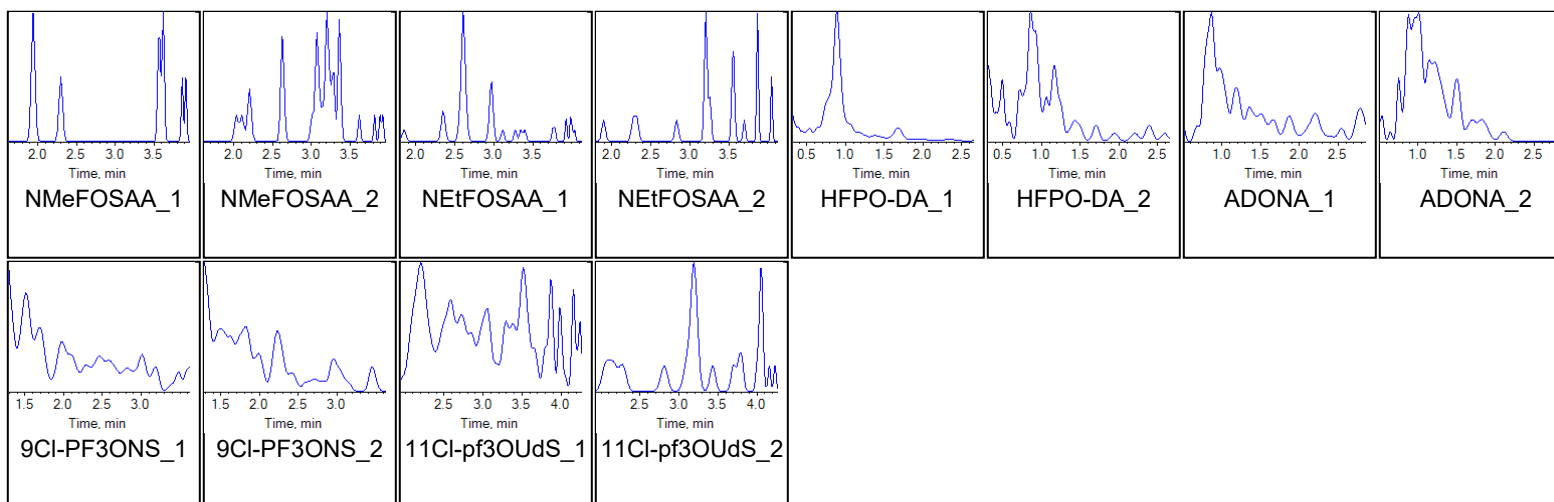 2.0 2.5 3.0 3.5
Time, min
NMeFOSAA_1
2.0 2.5 3.0 3.5
Time, min
NMeFOSAA_2
2.0 2.5 3.0 3.5
Time, min
NEtFOSAA_1
2.0 2.5 3.0 3.5
Time, min
NEtFOSAA_2
0.5 1.0 1.5 2.0 2.5
Time, min
HFPO-DA_1
0.5 1.0 1.5 2.0 2.5
Time, min
HFPO-DA_2
1.0 1.5 2.0 2.5
Time, min
ADONA_1
1.0 1.5 2.0 2.5
Time, min
ADONA_2
1.5 2.0 2.5 3.0
Time, min
9Cl-PF3ONS_1
1.5 2.0 2.5 3.0
Time, min
9Cl-PF3ONS_2
2.5 3.0 3.5 4.0
Time, min
11Cl-pf3OUdS_1
2.5 3.0 3.5 4.0
Time, min
11Cl-pf3OUdS_2